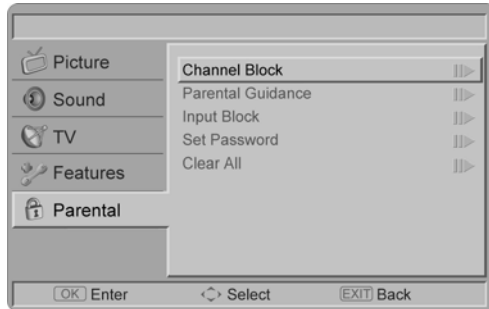 Picture
Sound
TV
Features
Parental
Channel Block
Parental Guidance
Input Block
Set Password
Clear All
OK Enter Select EXIT Back